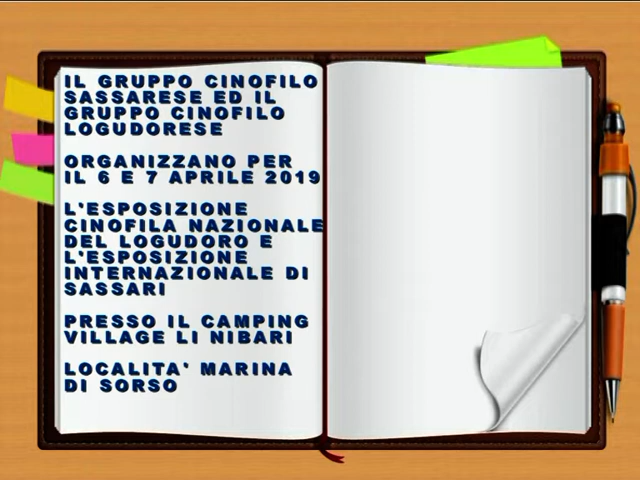 IL GRUPPO CINOFILO
SASSARESE ED IL
GRUPPO CINOFILO
LOGUDORESE
ORGANIZZANO PER
IL 6 E 7 APRILE 2019
L'ESPOSIZIONE
CINOFILA NAZIONALE
DEL LOGUDORO E
L'ESPOSIZIONE
INTERNAZIONALE DI
SASSARI
PRESSO IL CAMPING
VILLAGE LI NIBARI
LOCALITA' MARINA
DI SORSO